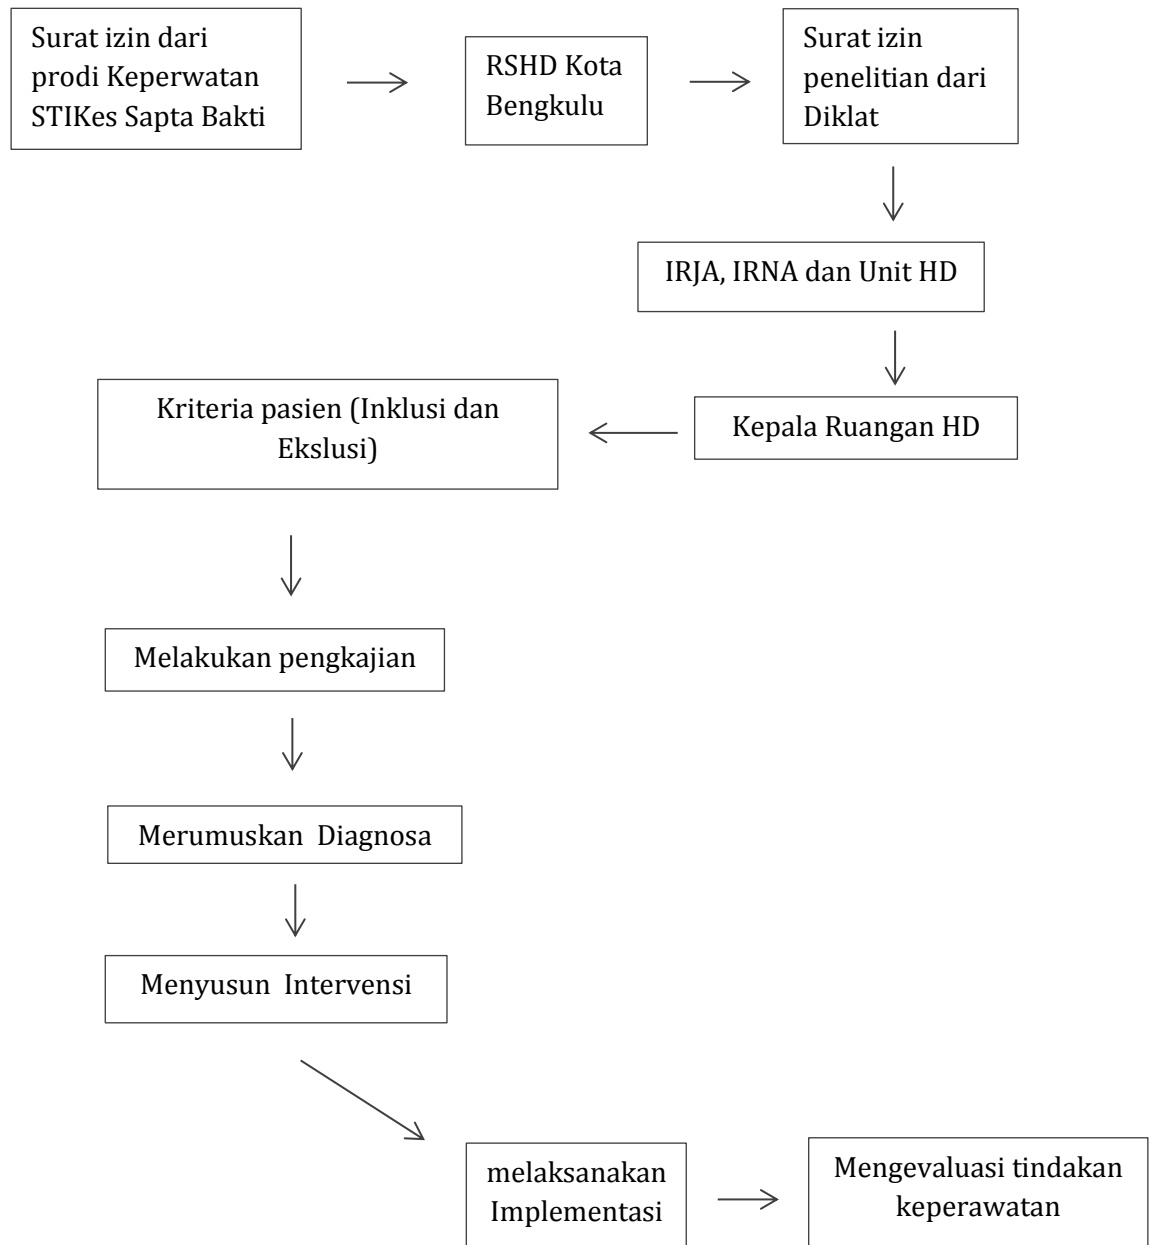 Surat izin dari
prodi Keperwatan
STIKes Sapta Bakti
RSHD Kota
Bengkulu
Surat izin
penelitian dari
Diklat
IRJA, IRNA dan Unit HD
Kepala Ruangan HD
Kriteria pasien (Inklusi dan
Ekslusi)
Melakukan pengkajian
Merumuskan  Diagnosa
Menyusun  Intervensi
melaksanakan
Implementasi
Mengevaluasi tindakan
keperawatan